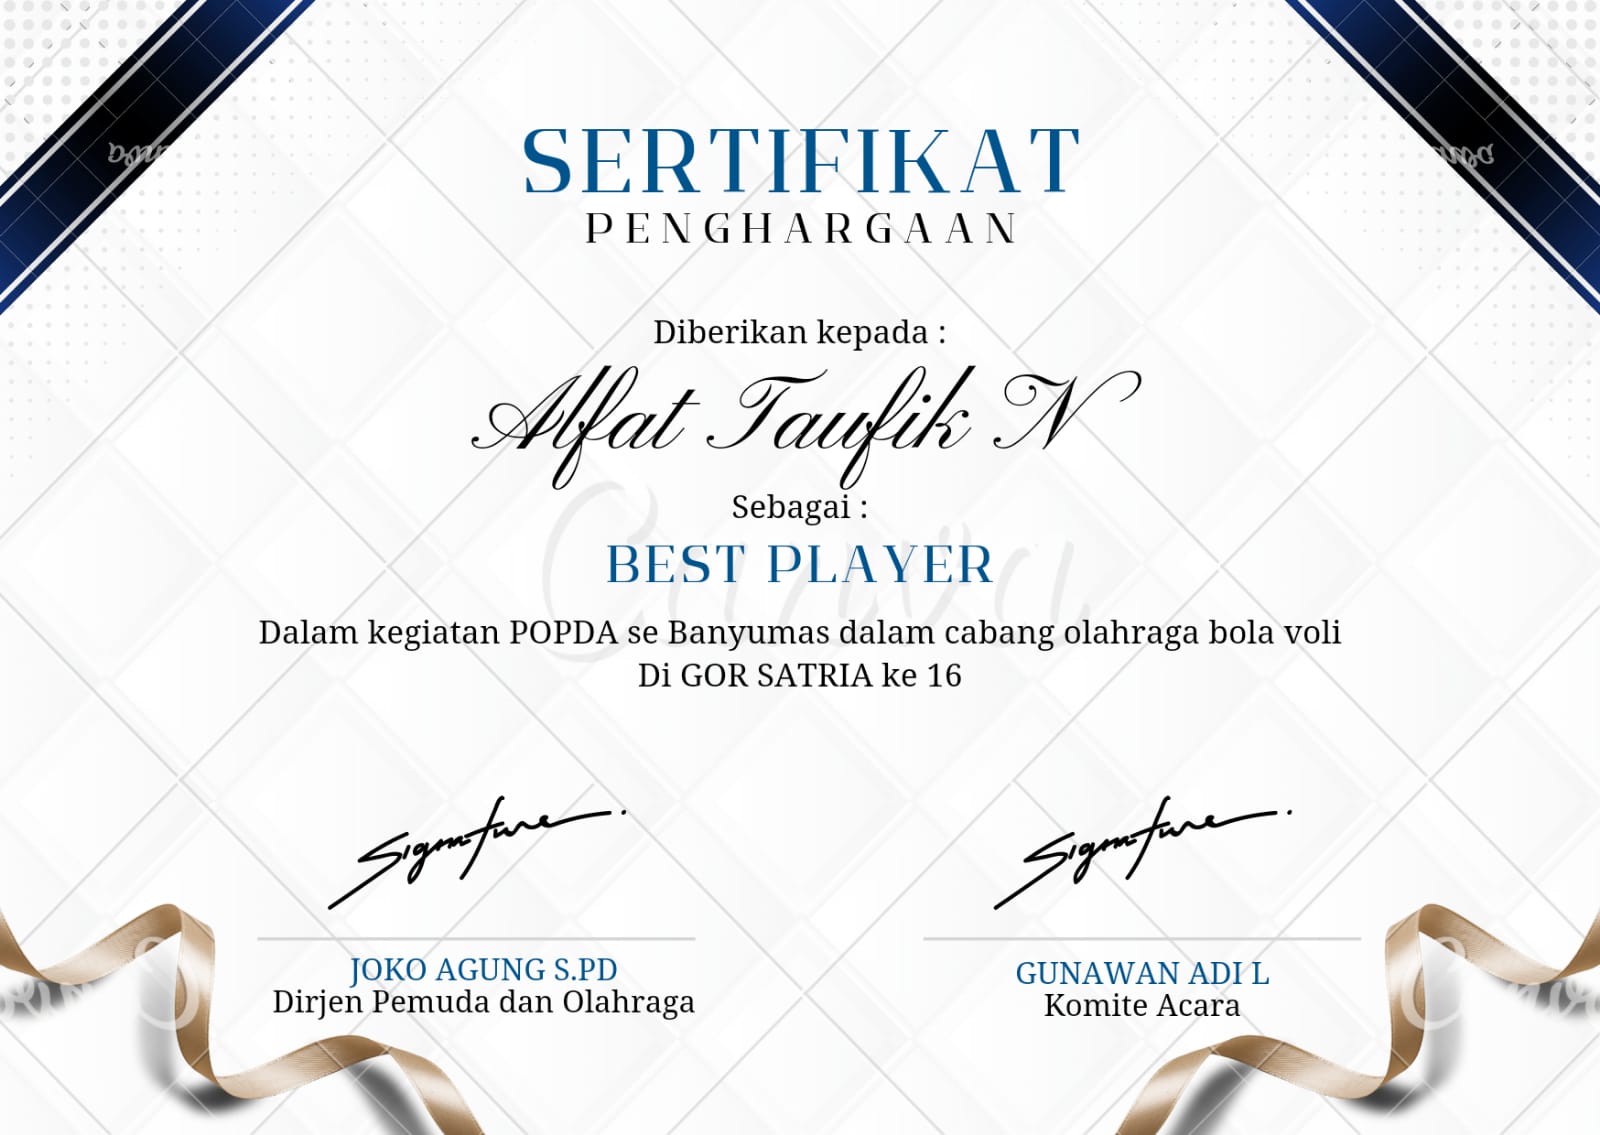 SERTIFIKAT
PENGHARGAAN
Diberikan kepada :
Alfat Taufik N
Sebagai :
Canva
BEST PLAYER
Dalam kegiatan POPDA se Banyumas dalam cabang olahraga bola voli
Di GOR SATRIA ke 16
Signature
Signature
JOKO AGUNG S.PD
Dirjen Pemuda dan Olahraga
GUNAWAN ADI L
Komite Acara